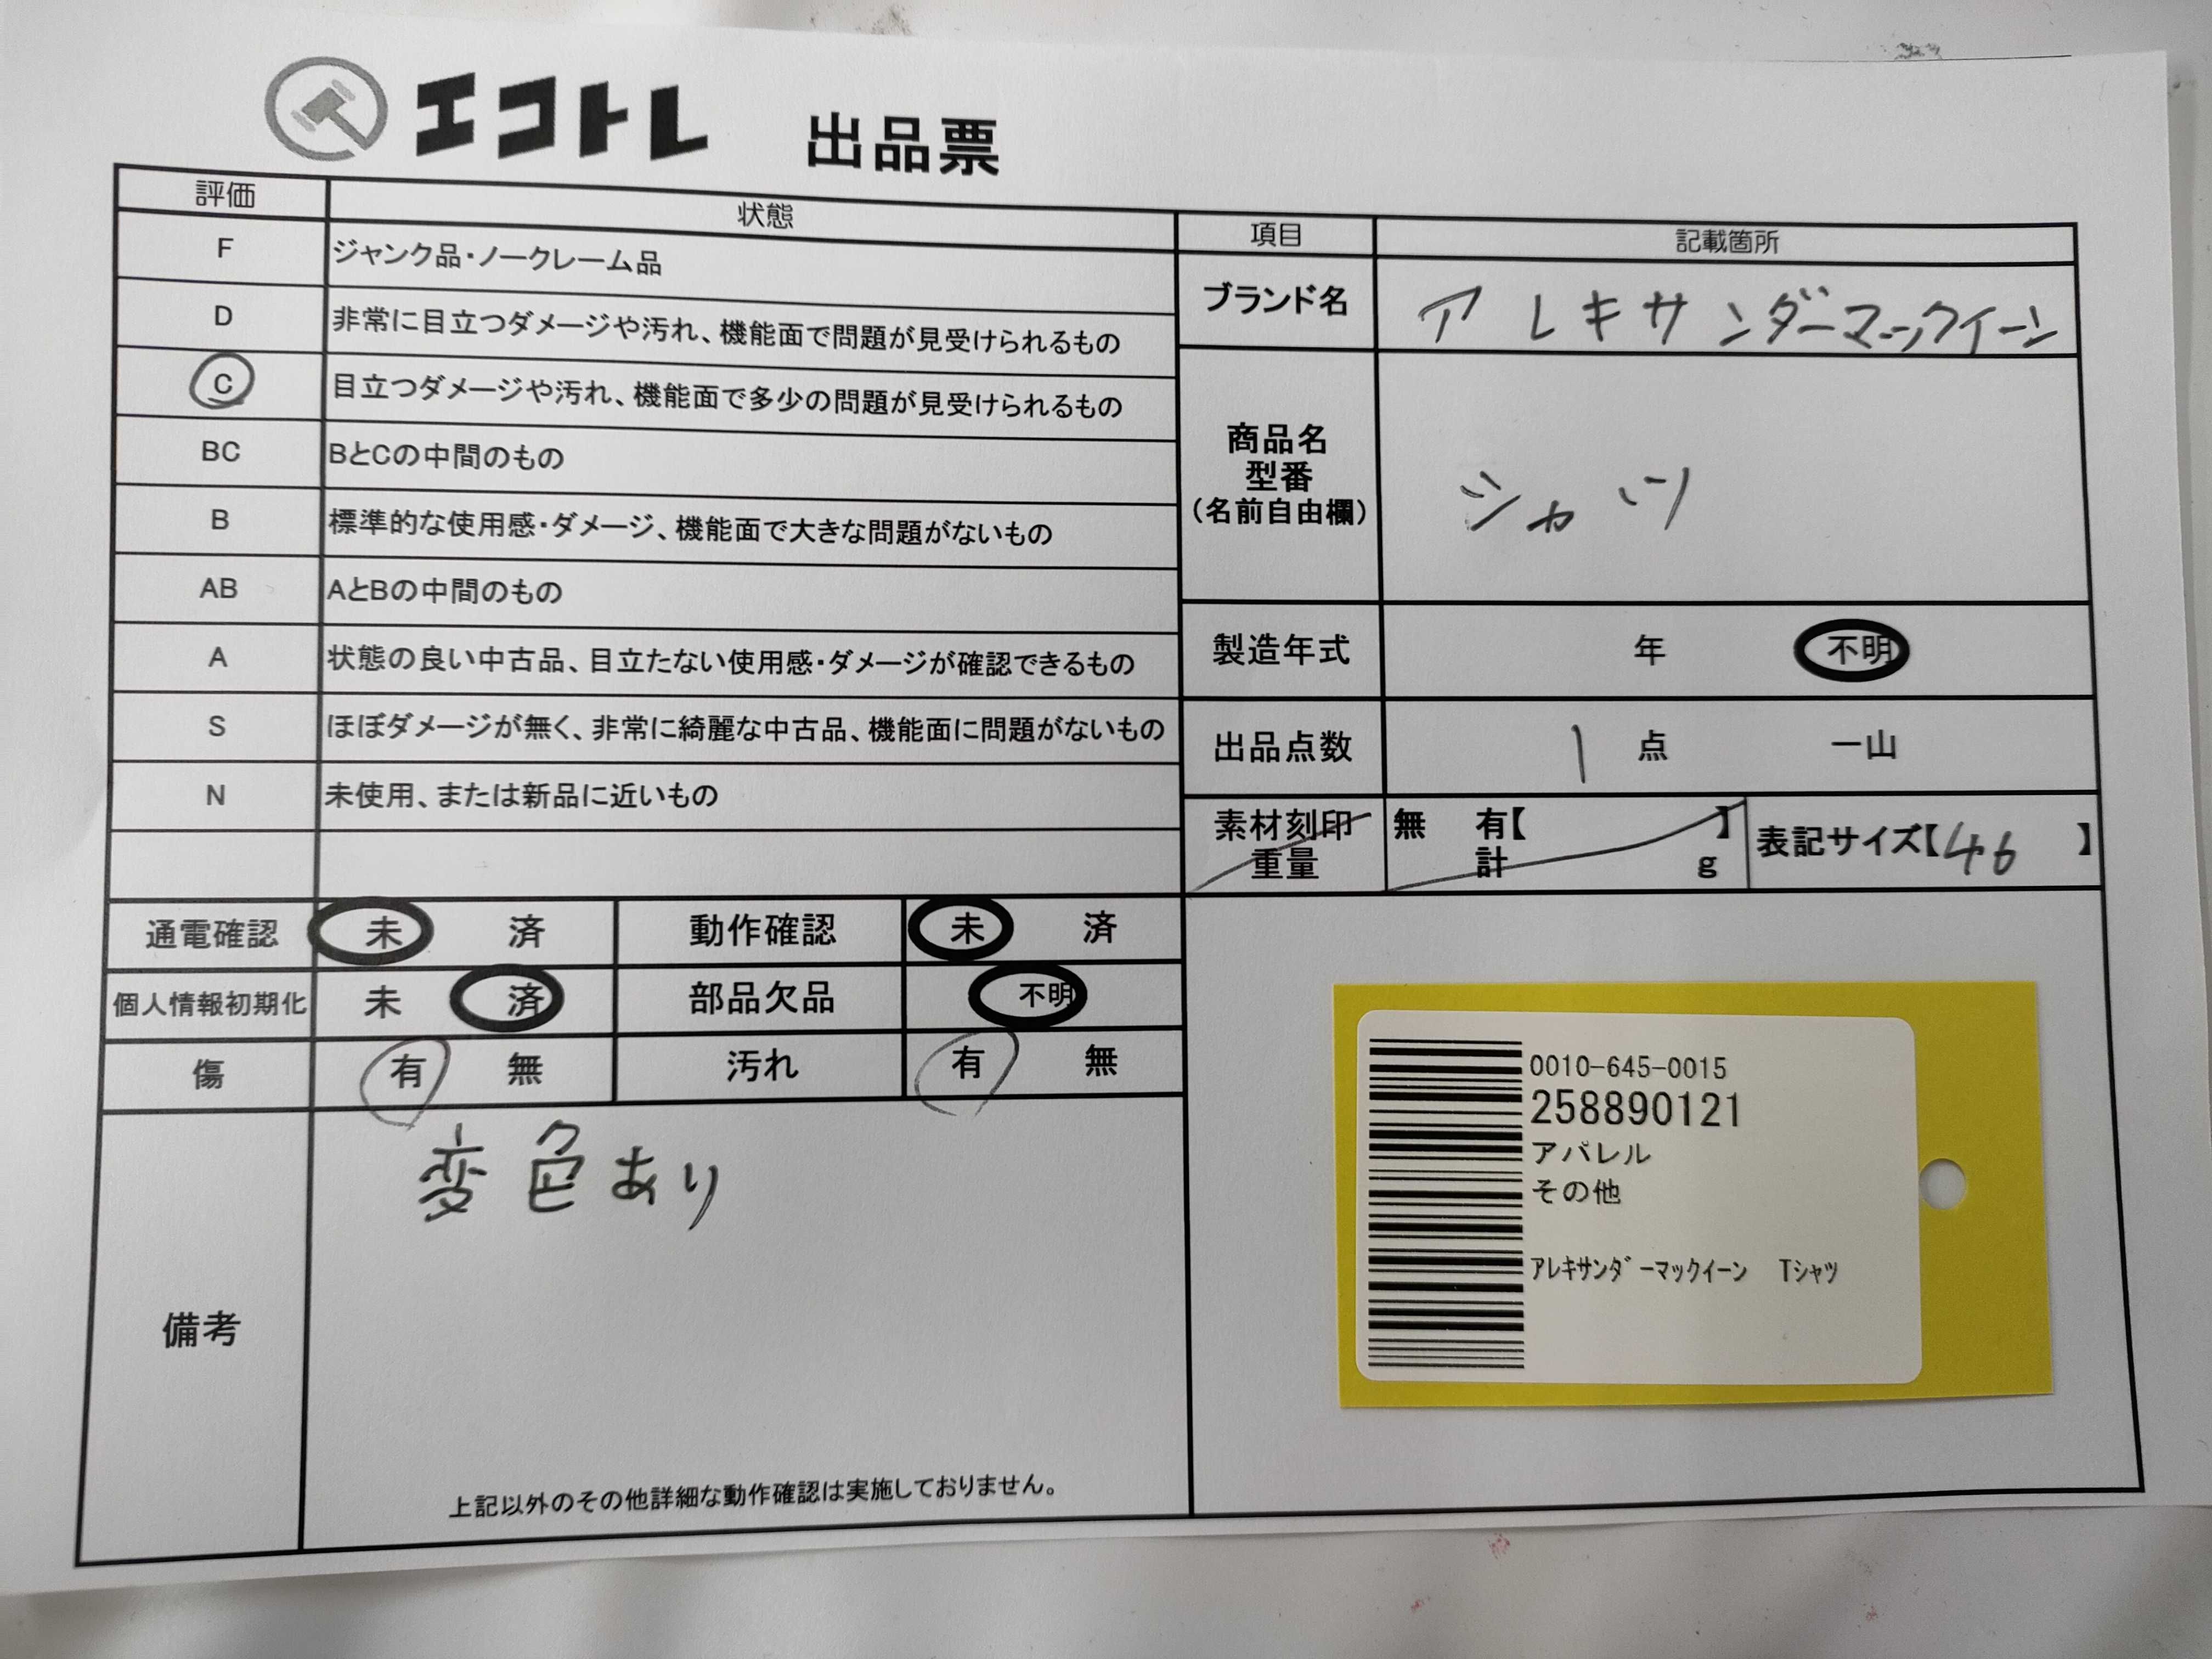 エコトレ 出品票
評価 状態
F ジャンク品・ノークレーム品
D 非常に目立つダメージや汚れ、機能面で問題が見受けられるもの
C 目立つダメージや汚れ、機能面で多少の問題が見受けられるもの
BC BとCの中間のもの
B 標準的な使用感・ダメージ、機能面で大きな問題がないもの
AB AとBの中間のもの
A 状態の良い中古品、目立たない使用感・ダメージが確認できるもの
S ほぼダメージが無く、非常に綺麗な中古品、機能面に問題がないもの
N 未使用、または新品に近いもの
項目 記載箇所
ブランド名 アレキサンダーマックイーン
商品名
型番
(名前自由欄)
シャツ
製造年式 年 不明
出品点数 1 点 一山
素材刻印 無 有【 】
重量 計 g
表記サイズ【46 】
通電確認 未 済 動作確認 未 済
個人情報初期化 未 済 部品欠品 不明
傷 有 無 汚れ 有 無
備考
変色あり
上記以外のその他詳細な動作確認は実施しておりません。
0010-645-0015
258890121
アパレル
その他
ｱﾚｷｻﾝﾀﾞｰﾏｯｸｲｰﾝ Tｼｬﾂ